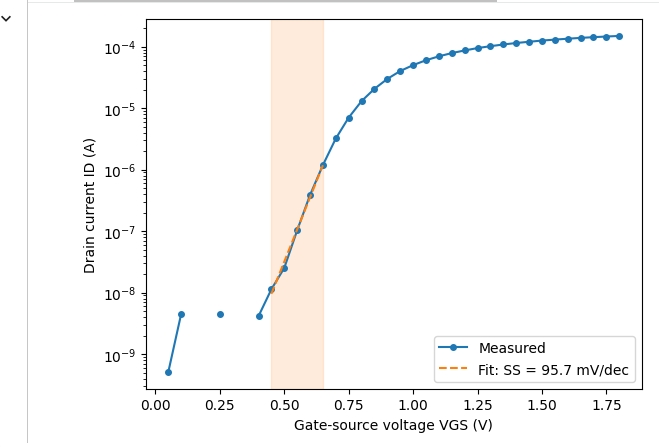 10⁻⁴
10⁻⁵
10⁻⁶
10⁻⁷
10⁻⁸
10⁻⁹
Drain current ID (A)
Measured
Fit: SS = 95.7 mV/dec
0.00 0.25 0.50 0.75 1.00 1.25 1.50 1.75
Gate-source voltage VGS (V)